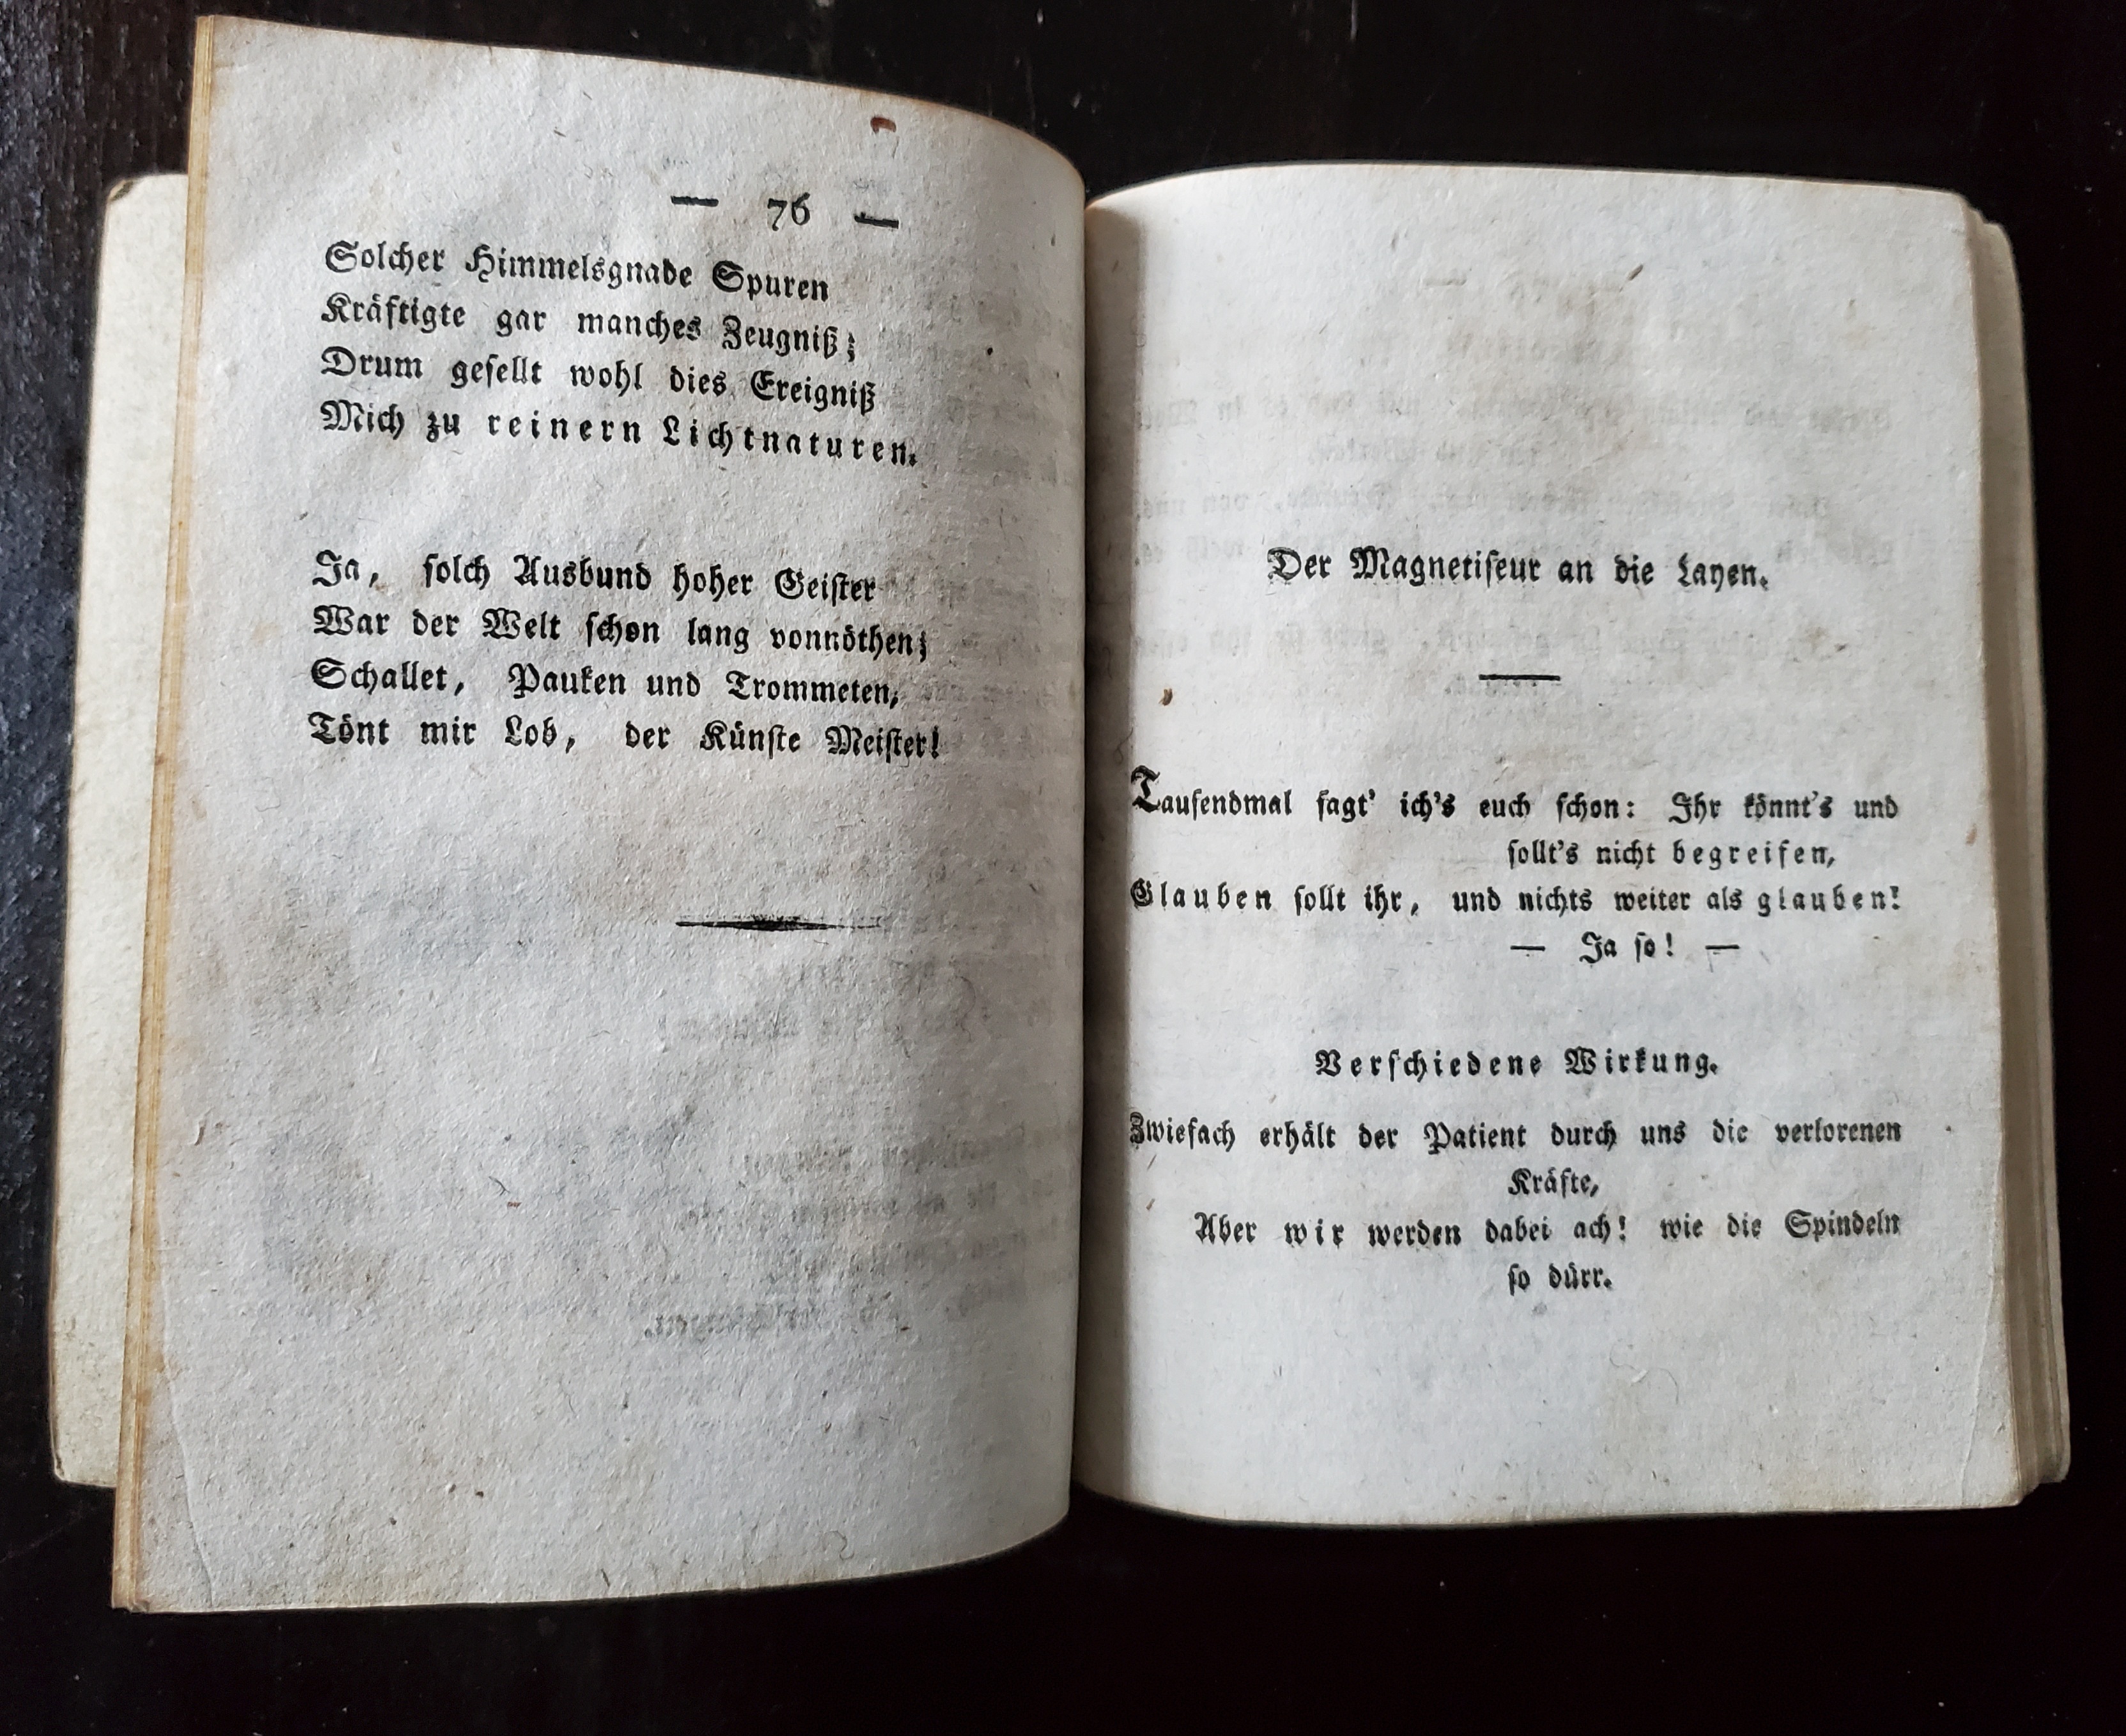 — 76 —
Solcher Himmelsgnade Spuren
Kräftigte gar manches Zeugniß;
Drum geſellt wohl dies Ereigniß
Mich zu reinern Lichtnaturen.
Ja, ſolch Ausbund hoher Geiſter
War der Welt ſchon lang vonnöthen;
Schallet, Pauken und Trommeten,
Tönt mir Lob, der Künſte Meiſter!
Der Magnetiſeur an die Layen.
Tauſendmal ſagt' ich's euch ſchon: Ihr könnt's und
ſollt's nicht begreifen,
Glauben ſollt ihr, und nichts weiter als glauben!
— Ja ſo! —
Verſchiedene Wirkung.
Zwiefach erhält der Patient durch uns die verlorenen
Kräfte,
Aber wir werden dabei ach! wie die Spindeln
ſo dürr.